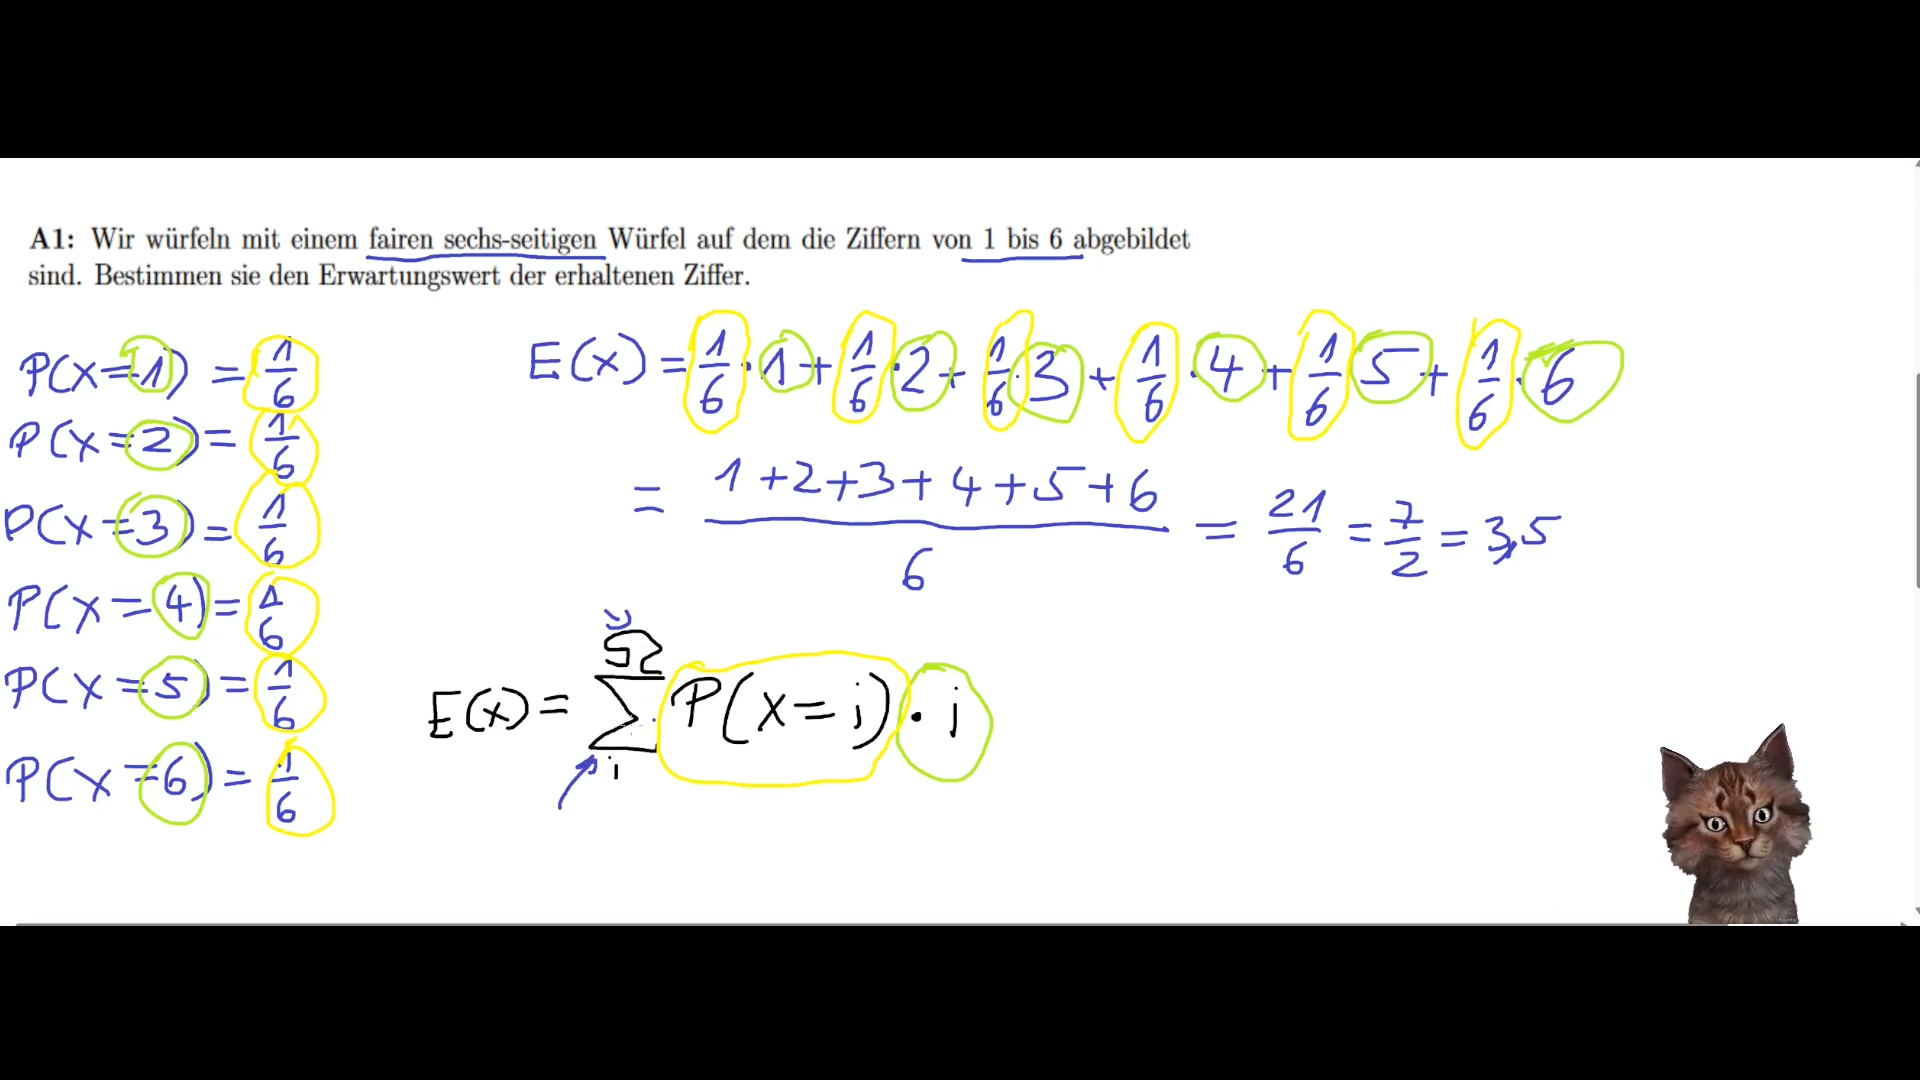 A1: Wir würfeln mit einem fairen sechs-seitigen Würfel auf dem die Ziffern von 1 bis 6 abgebildet
sind. Bestimmen sie den Erwartungswert der erhaltenen Ziffer.
P(X=1) = 1/6
P(X=2) = 1/6
P(X=3) = 1/6
P(X=4) = 1/6
P(X=5) = 1/6
P(X=6) = 1/6
E(x) = 1/6 · 1 + 1/6 · 2 + 1/6 · 3 + 1/6 · 4 + 1/6 · 5 + 1/6 · 6
= (1+2+3+4+5+6)/6 = 21/6 = 7/2 = 3,5
E(x) = Σ_i^Ω P(X=i) · i